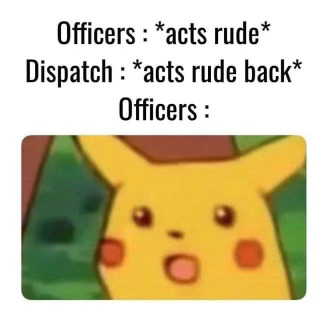 Officers : *acts rude*
Dispatch : *acts rude back*
Officers :